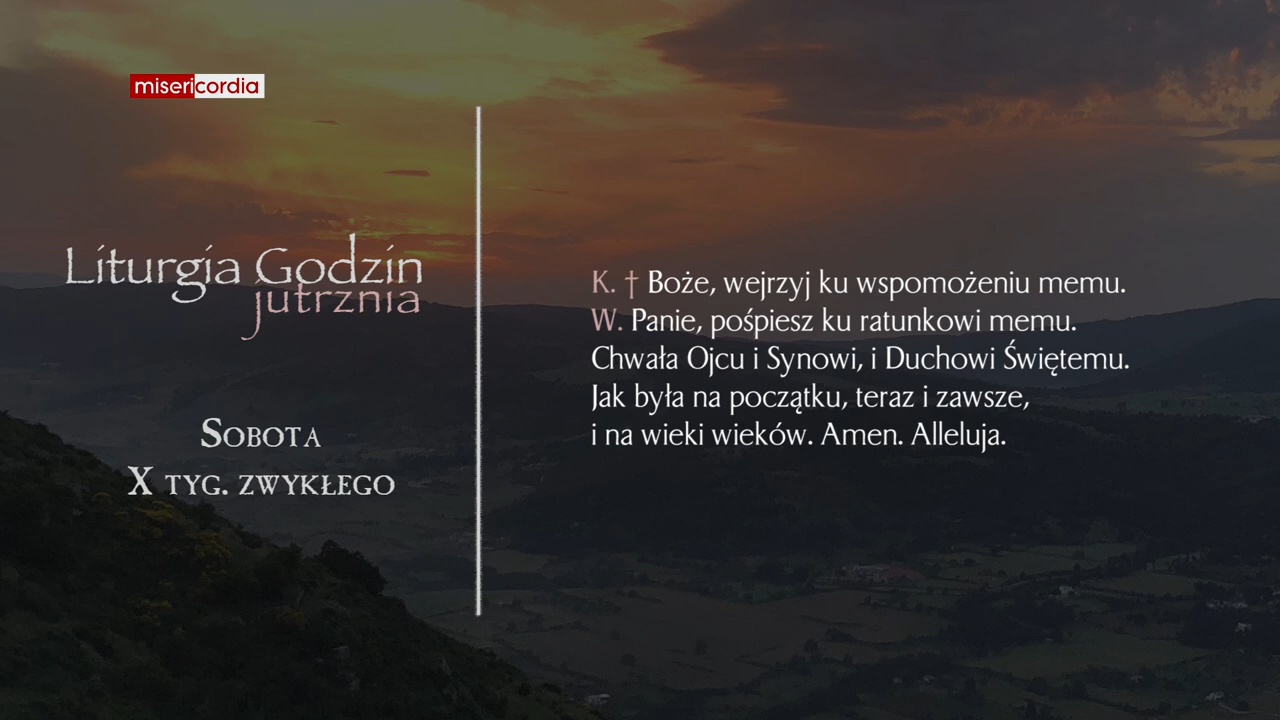 misericordia
Liturgia Godzin
jutrznia
Sobota
X tyg. zwykłego
K. † Boże, wejrzyj ku wspomożeniu memu.
W. Panie, pośpiesz ku ratunkowi memu.
Chwała Ojcu i Synowi, i Duchowi Świętemu.
Jak była na początku, teraz i zawsze,
i na wieki wieków. Amen. Alleluja.